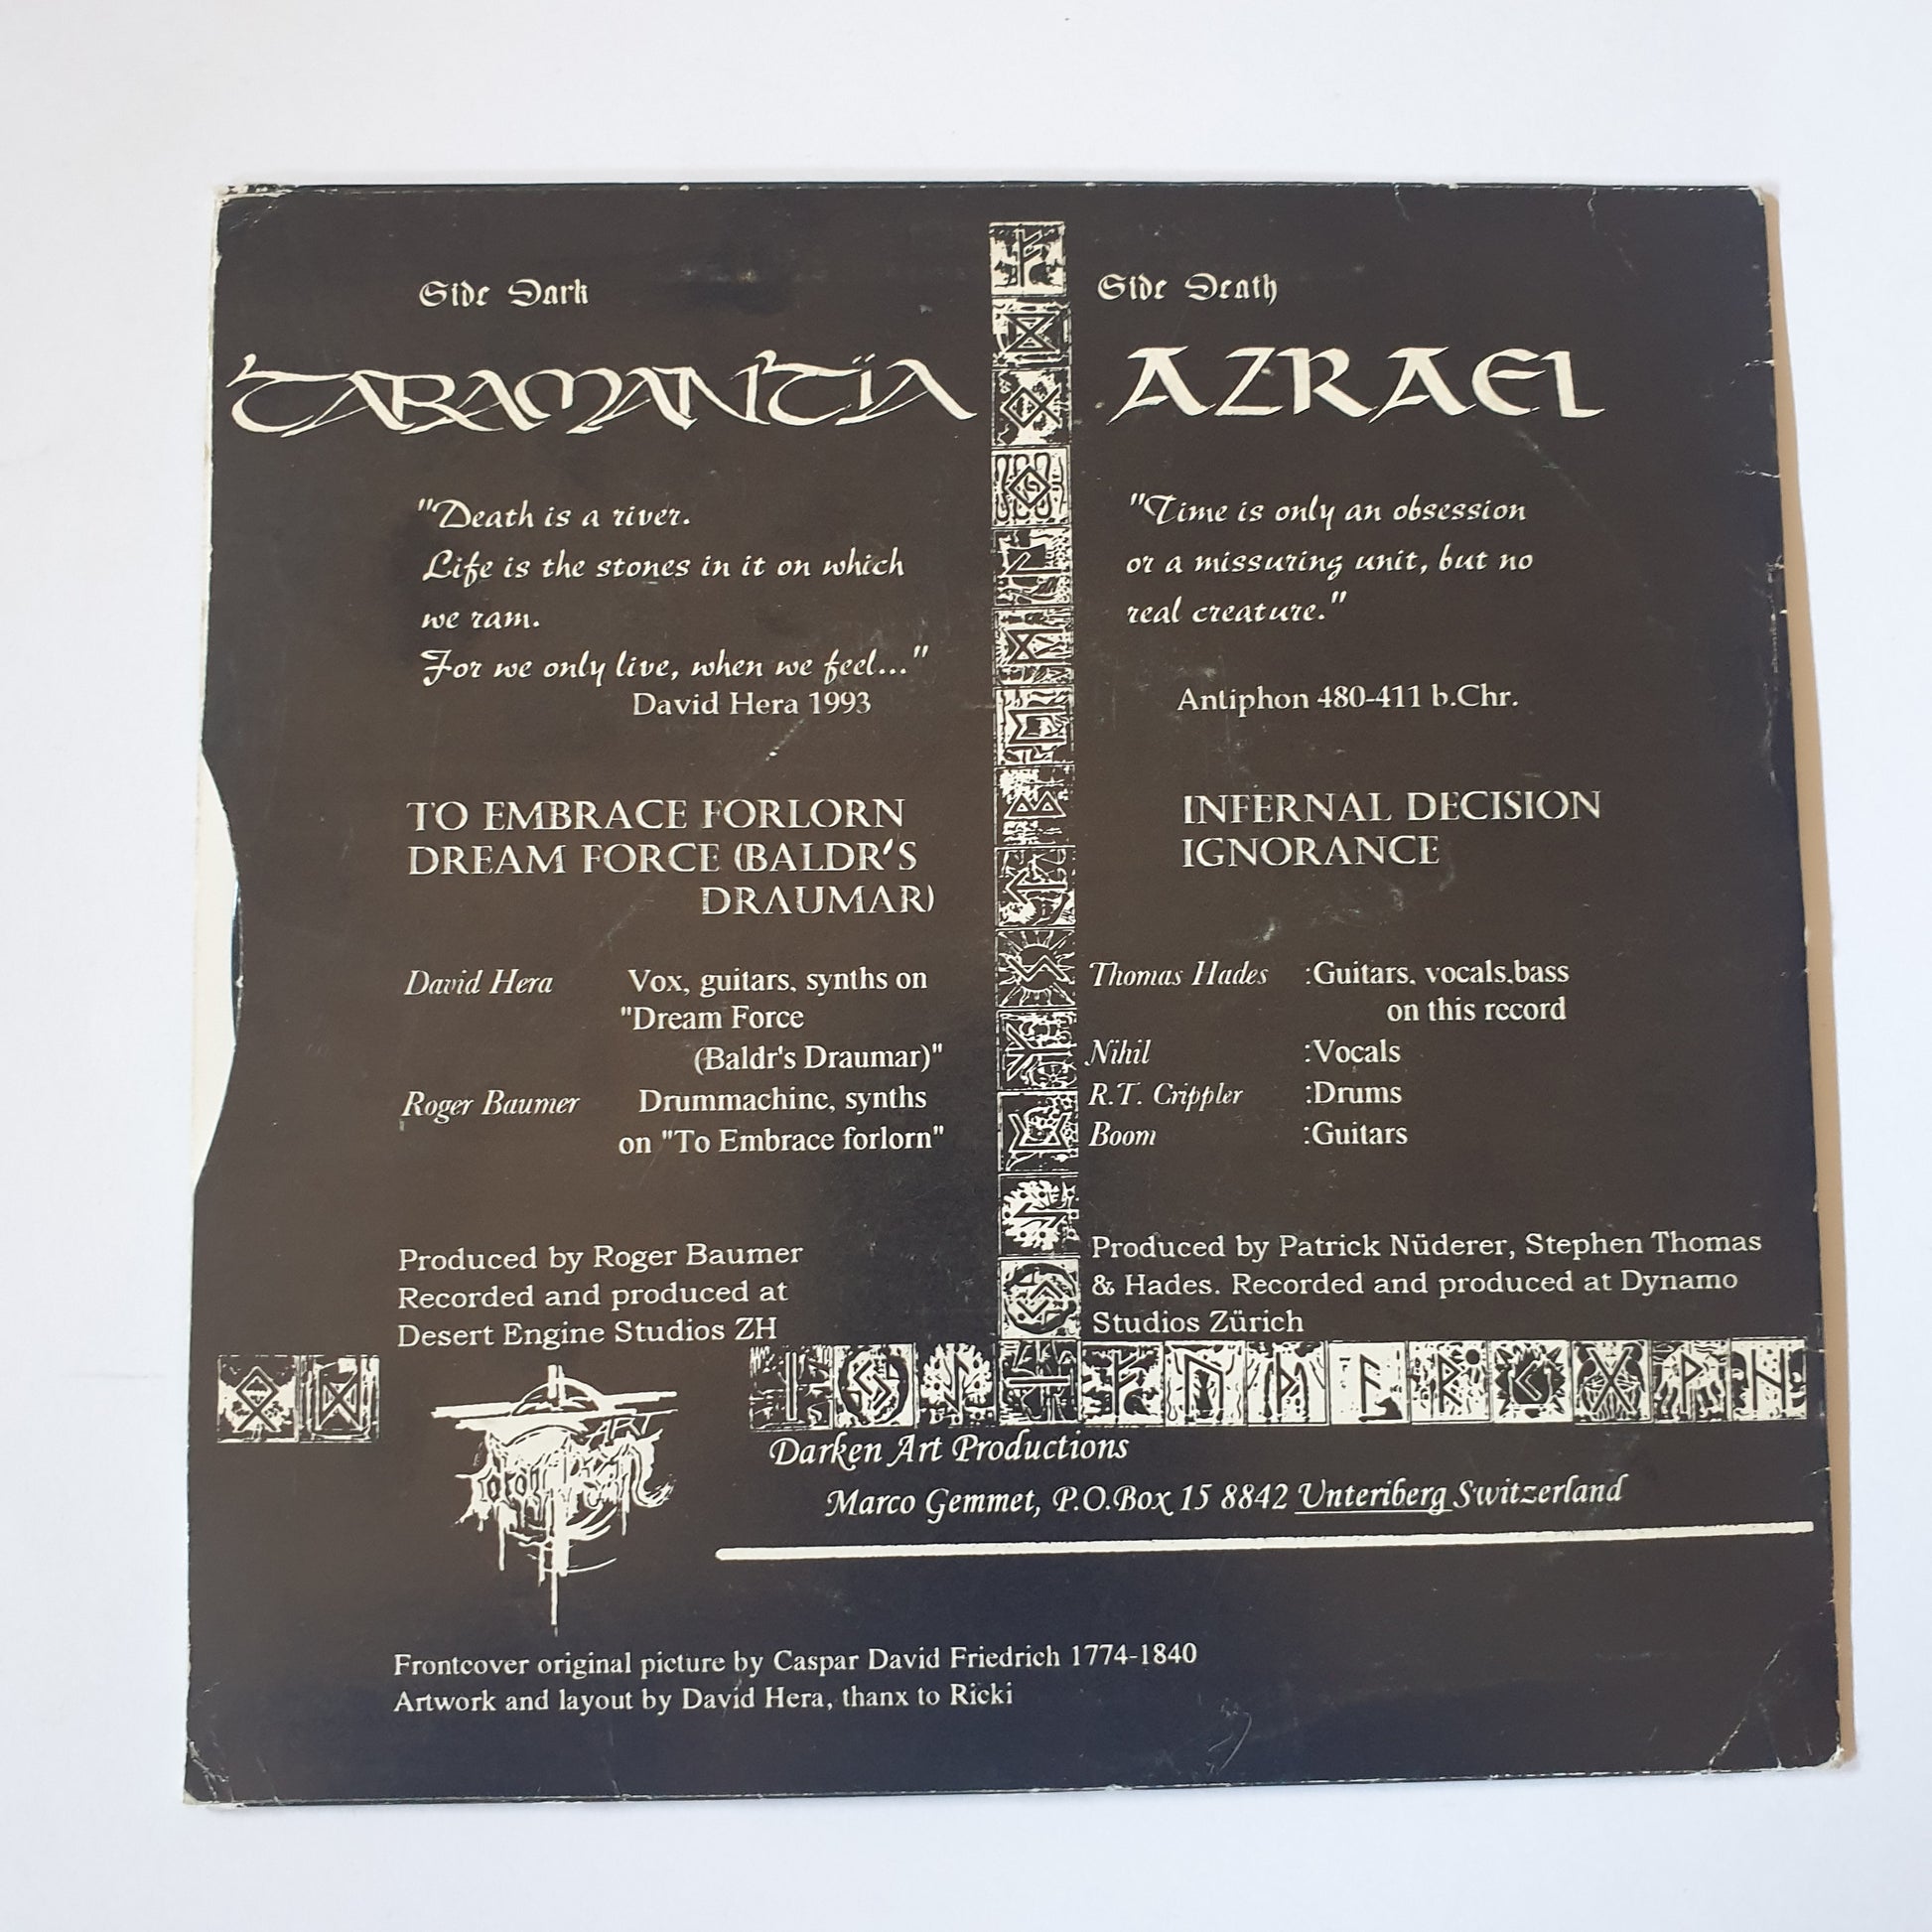 Side Dark
TARAMANTÏA
"Death is a river.
Life is the stones in it on which
we ram.
For we only live, when we feel..."
David Hera 1993
TO EMBRACE FORLORN
DREAM FORCE (BALDR'S
DRAUMAR)
David Hera Vox, guitars, synths on
"Dream Force
(Baldr's Draumar)"
Roger Baumer Drummachine, synths
on "To Embrace forlorn"
Produced by Roger Baumer
Recorded and produced at
Desert Engine Studios ZH
Side Death
AZRAEL
"Time is only an obsession
or a missuring unit, but no
real creature."
Antiphon 480-411 b.Chr.
INFERNAL DECISION
IGNORANCE
Thomas Hades :Guitars, vocals,bass
on this record
Nihil :Vocals
R.T. Crippler :Drums
Boom :Guitars
Produced by Patrick Nüderer, Stephen Thomas
& Hades. Recorded and produced at Dynamo
Studios Zürich
darken ART
Darken Art Productions
Marco Gemmet, P.O.Box 15 8842 Unteriberg Switzerland
Frontcover original picture by Caspar David Friedrich 1774-1840
Artwork and layout by David Hera, thanx to Ricki